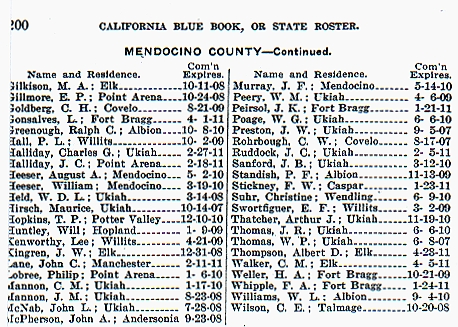 200 CALIFORNIA BLUE BOOK, OR STATE ROSTER.
MENDOCINO COUNTY—Continued.
Name and Residence. Com'n Expires.
Gilkison, M. A.; Elk 10-11-08
Gillmore, E. P.; Point Arena 10-24-08
Goldberg, C. H.; Covelo 8-21-09
Gonsalves, L.; Fort Bragg 4- 1-11
Greenough, Ralph C.; Albion 10- 8-10
Hall, P. L.; Willits 10- 2-09
Halliday, Charles G.; Ukiah 2-27-11
Halliday, J. C.; Point Arena 2-18-11
Heeser, August A.; Mendocino 5- 2-10
Heeser, William; Mendocino 3-19-10
Held, W. D. L.; Ukiah 3-14-08
Hirsch, Maurice, Ukiah 10-14-07
Hopkins, T. P.; Potter Valley 12-10-10
Huntley, Will; Hopland 1- 9-09
Kenworthy, Lee; Willits 4-21-09
Kingren, J. W.; Elk 12-31-08
Lane, John C.; Manchester 2-11-11
Lobree, Philip; Point Arena 1- 6-10
Mannon, C. M.; Ukiah 1-17-10
Mannon, J. M.; Ukiah 8-23-08
McNab, John L.; Ukiah 7-28-08
McPherson, John A.; Andersonia 9-23-08
Name and Residence. Com'n Expires.
Murray, J. F.; Mendocino 5-14-10
Peery, W. M.; Ukiah 4- 6-09
Peirsol, J. K.; Fort Bragg 1-21-11
Poage, W. G.; Ukiah 6- 6-10
Preston, J. W.; Ukiah 9- 5-07
Rohrbough, C. W.; Covelo 8-17-07
Ruddock, J. C.; Ukiah 2- 5-11
Sanford, J. B.; Ukiah 3-12-10
Standish, P. F.; Albion 11-13-09
Stickney, F. W.; Caspar 1-23-11
Suhr, Christine; Wendling 6- 9-10
Swortfiguer, E. F.; Willits 3- 2-09
Thatcher, Arthur J.; Ukiah 11-19-10
Thomas, J. R.; Ukiah 6- 6-10
Thomas, W. P.; Ukiah 6- 8-07
Thompson, Albert D.; Elk 4-28-11
Walker, C. M.; Elk 4- 5-11
Weller, H. A.; Fort Bragg 10-21-09
Whipple, F. A.; Fort Bragg 1-24-11
Williams, W. L.; Albion 9- 4-10
Wilson, C. E.; Talmage 10-20-08